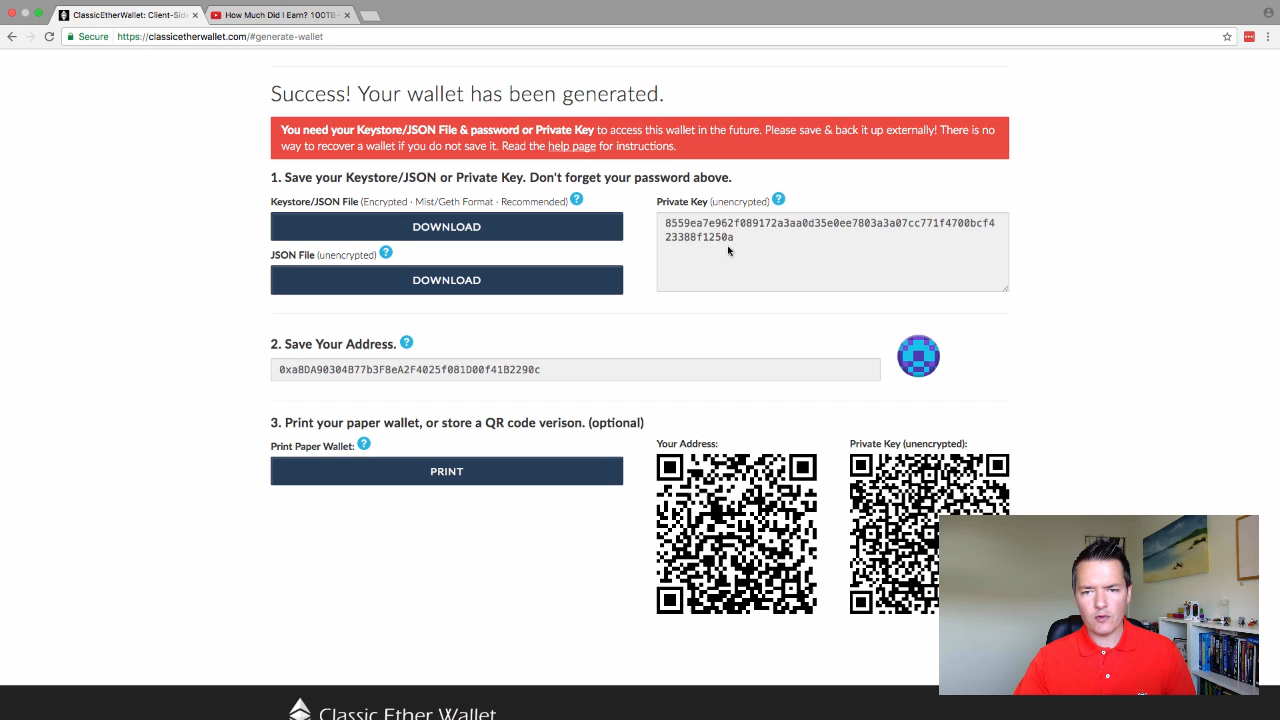 ClassicEtherWallet: Client-Sid
How Much Did I Earn? 100TB
Secure
https://classicetherwallet.com/#generate-wallet
Success! Your wallet has been generated.
You need your Keystore/JSON File & password or Private Key to access this wallet in the future. Please save & back it up externally! There is no
way to recover a wallet if you do not save it. Read the help page for instructions.
1. Save your Keystore/JSON or Private Key. Don't forget your password above.
Keystore/JSON File (Encrypted · Mist/Geth Format · Recommended) ?
Private Key (unencrypted) ?
DOWNLOAD
8559ea7e962f089172a3aa0d35e0ee7803a3a07cc771f4700bcf4
23388f1250a
JSON File (unencrypted) ?
DOWNLOAD
2. Save Your Address. ?
0xa8DA90304B77b3F8eA2F4025f081D00f41B2290c
3. Print your paper wallet, or store a QR code verison. (optional)
Print Paper Wallet: ?
Your Address:
Private Key (unencrypted):
PRINT
Classic Ether Wallet